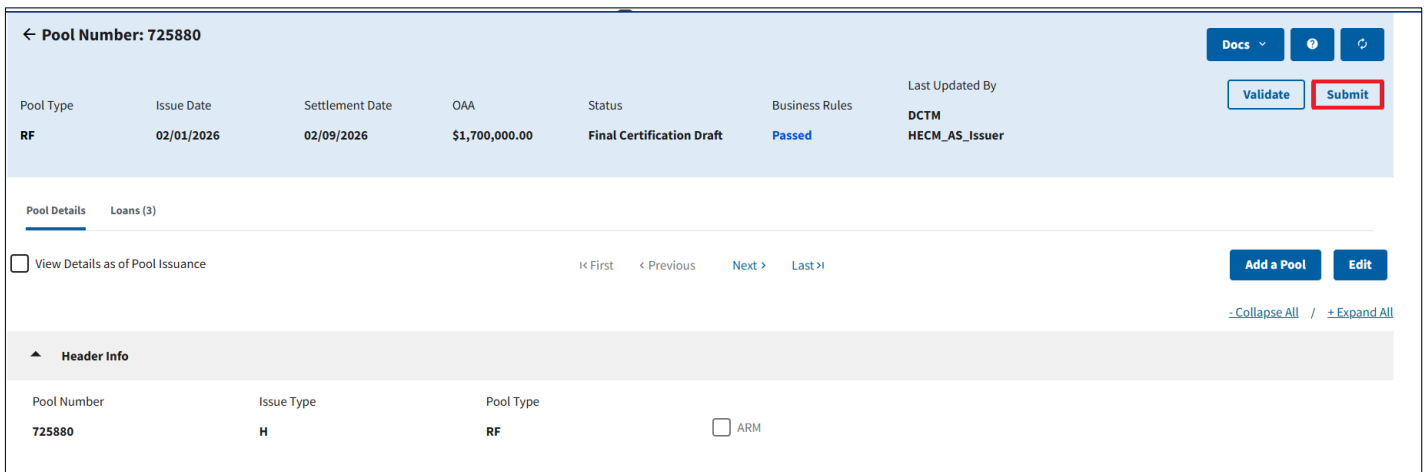 ← Pool Number: 725880
Docs
Pool Type Issue Date Settlement Date OAA Status Business Rules Last Updated By
RF 02/01/2026 02/09/2026 $1,700,000.00 Final Certification Draft Passed DCTM
HECM_AS_Issuer
Validate Submit
Pool Details Loans (3)
View Details as of Pool Issuance
First Previous Next Last
Add a Pool Edit
- Collapse All / + Expand All
Header Info
Pool Number Issue Type Pool Type
725880 H RF ARM